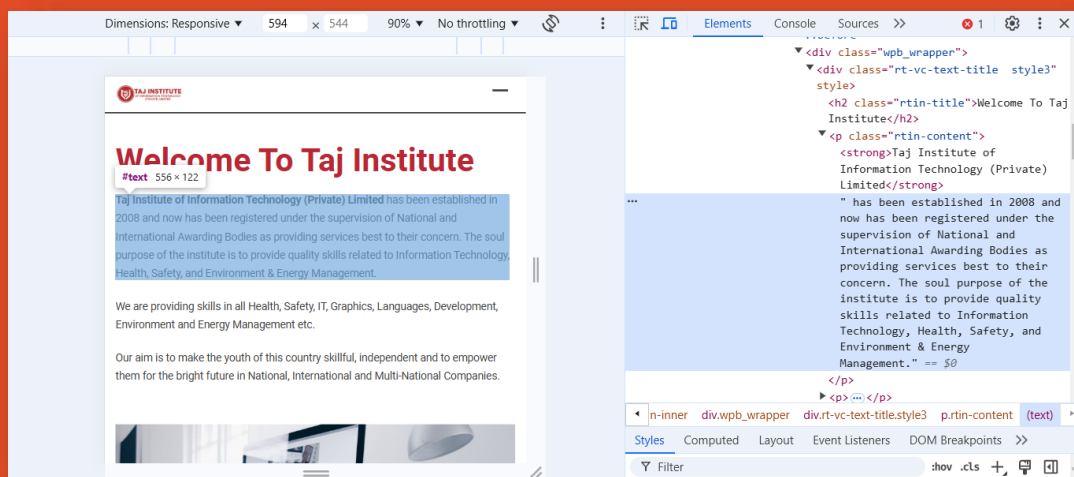 Dimensions: Responsive ▼ 594 × 544 90% ▼ No throttling ▼
Elements Console Sources 1
TAJ INSTITUTE
Welcome To Taj Institute
#text 556 × 122
Taj Institute of Information Technology (Private) Limited has been established in
2008 and now has been registered under the supervision of National and
International Awarding Bodies as providing services best to their concern. The soul
purpose of the institute is to provide quality skills related to Information Technology,
Health, Safety, and Environment & Energy Management.
We are providing skills in all Health, Safety, IT, Graphics, Languages, Development,
Environment and Energy Management etc.
Our aim is to make the youth of this country skillful, independent and to empower
them for the bright future in National, International and Multi-National Companies.
<div class="wpb_wrapper">
<div class="rt-vc-text-title style3"
style>
<h2 class="rtin-title">Welcome To Taj
Institute</h2>
<p class="rtin-content">
<strong>Taj Institute of
Information Technology (Private)
Limited</strong>
" has been established in 2008 and
now has been registered under the
supervision of National and
International Awarding Bodies as
providing services best to their
concern. The soul purpose of the
institute is to provide quality
skills related to Information
Technology, Health, Safety, and
Environment & Energy
Management." == $0
</p>
<p>…</p>
n-inner div.wpb_wrapper div.rt-vc-text-title.style3 p.rtin-content (text)
Styles Computed Layout Event Listeners DOM Breakpoints
Filter :hov .cls